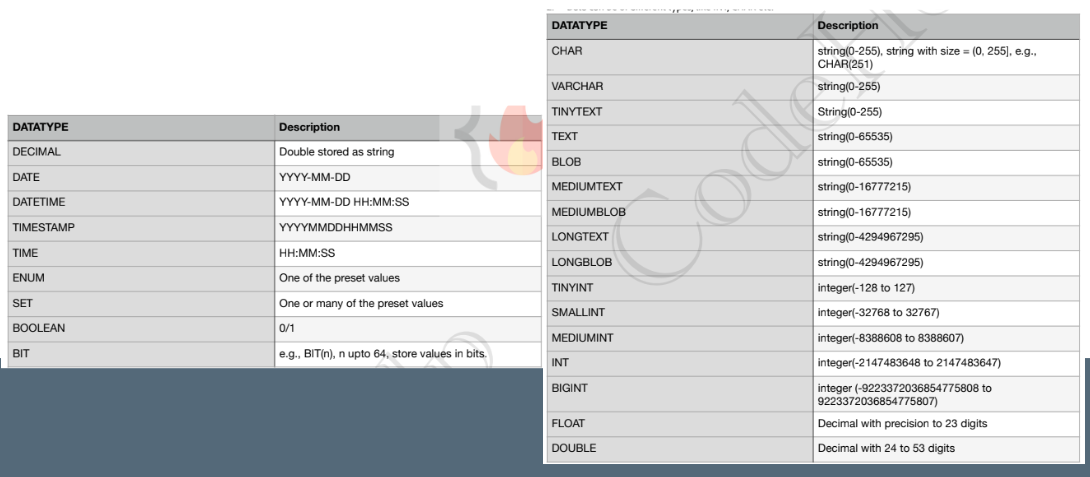 DATATYPE Description
DECIMAL Double stored as string
DATE YYYY-MM-DD
DATETIME YYYY-MM-DD HH:MM:SS
TIMESTAMP YYYYMMDDHHMMSS
TIME HH:MM:SS
ENUM One of the preset values
SET One or many of the preset values
BOOLEAN 0/1
BIT e.g., BIT(n), n upto 64, store values in bits.
DATATYPE Description
CHAR string(0-255), string with size = (0, 255], e.g.,
CHAR(251)
VARCHAR string(0-255)
TINYTEXT String(0-255)
TEXT string(0-65535)
BLOB string(0-65535)
MEDIUMTEXT string(0-16777215)
MEDIUMBLOB string(0-16777215)
LONGTEXT string(0-4294967295)
LONGBLOB string(0-4294967295)
TINYINT integer(-128 to 127)
SMALLINT integer(-32768 to 32767)
MEDIUMINT integer(-8388608 to 8388607)
INT integer(-2147483648 to 2147483647)
BIGINT integer (-9223372036854775808 to
9223372036854775807)
FLOAT Decimal with precision to 23 digits
DOUBLE Decimal with 24 to 53 digits